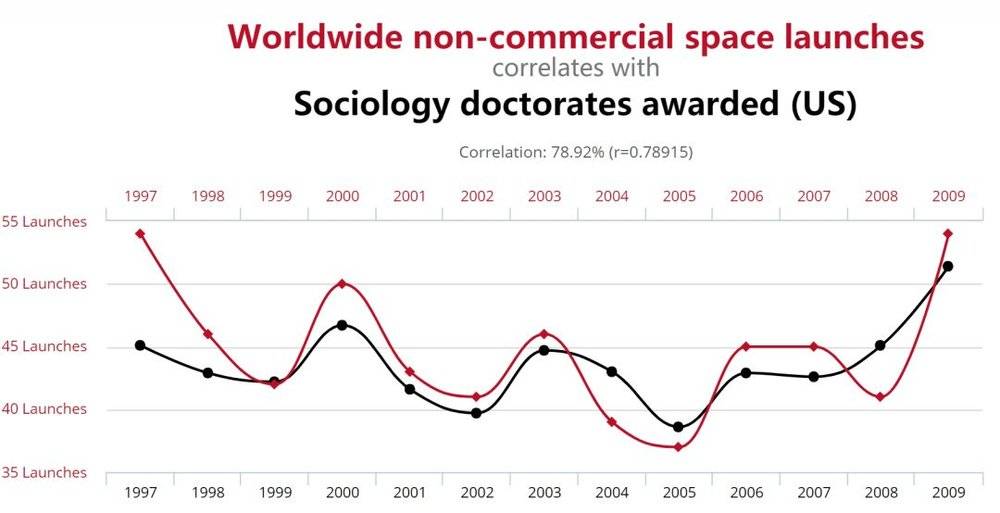 Worldwide non-commercial space launches
correlates with
Sociology doctorates awarded (US)
Correlation: 78.92% (r=0.78915)
1997 1998 1999 2000 2001 2002 2003 2004 2005 2006 2007 2008 2009
55 Launches
50 Launches
45 Launches
40 Launches
35 Launches
1997 1998 1999 2000 2001 2002 2003 2004 2005 2006 2007 2008 2009